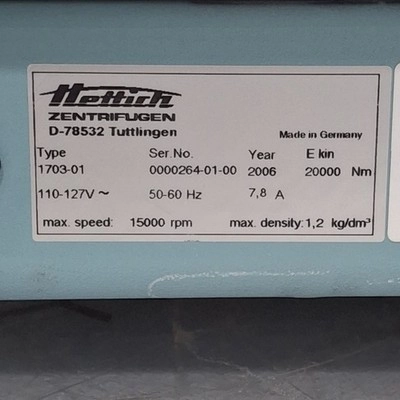 Hettich
ZENTRIFUGEN
D-78532 Tuttlingen
Made in Germany
Type Ser.No. Year E kin
1703-01 0000264-01-00 2006 20000 Nm
110-127V ~ 50-60 Hz 7,8 A
max. speed: 15000 rpm max. density: 1,2 kg/dm³